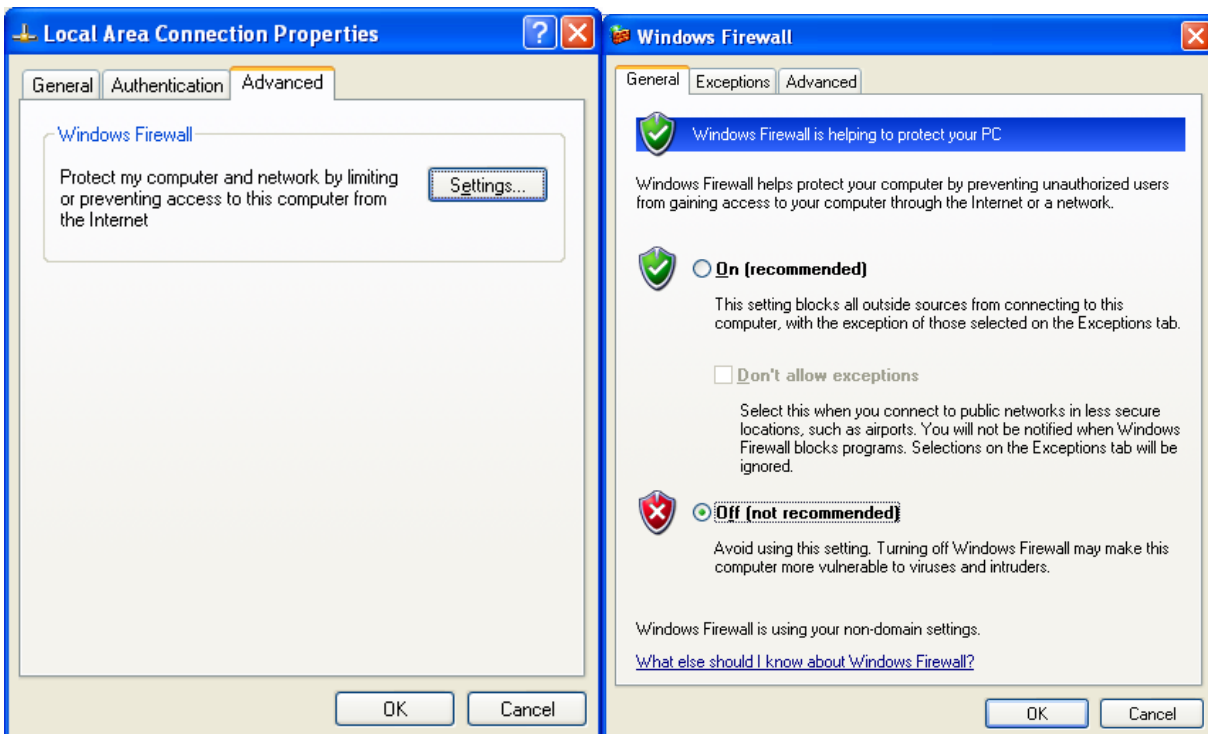 Local Area Connection Properties
General
Authentication
Advanced
Windows Firewall
Protect my computer and network by limiting
or preventing access to this computer from
the Internet
Settings...
OK
Cancel
Windows Firewall
General
Exceptions
Advanced
Windows Firewall is helping to protect your PC
Windows Firewall helps protect your computer by preventing unauthorized users
from gaining access to your computer through the Internet or a network.
On (recommended)
This setting blocks all outside sources from connecting to this
computer, with the exception of those selected on the Exceptions tab.
Don't allow exceptions
Select this when you connect to public networks in less secure
locations, such as airports. You will not be notified when Windows
Firewall blocks programs. Selections on the Exceptions tab will be
ignored.
Off (not recommended)
Avoid using this setting. Turning off Windows Firewall may make this
computer more vulnerable to viruses and intruders.
Windows Firewall is using your non-domain settings.
What else should I know about Windows Firewall?
OK
Cancel